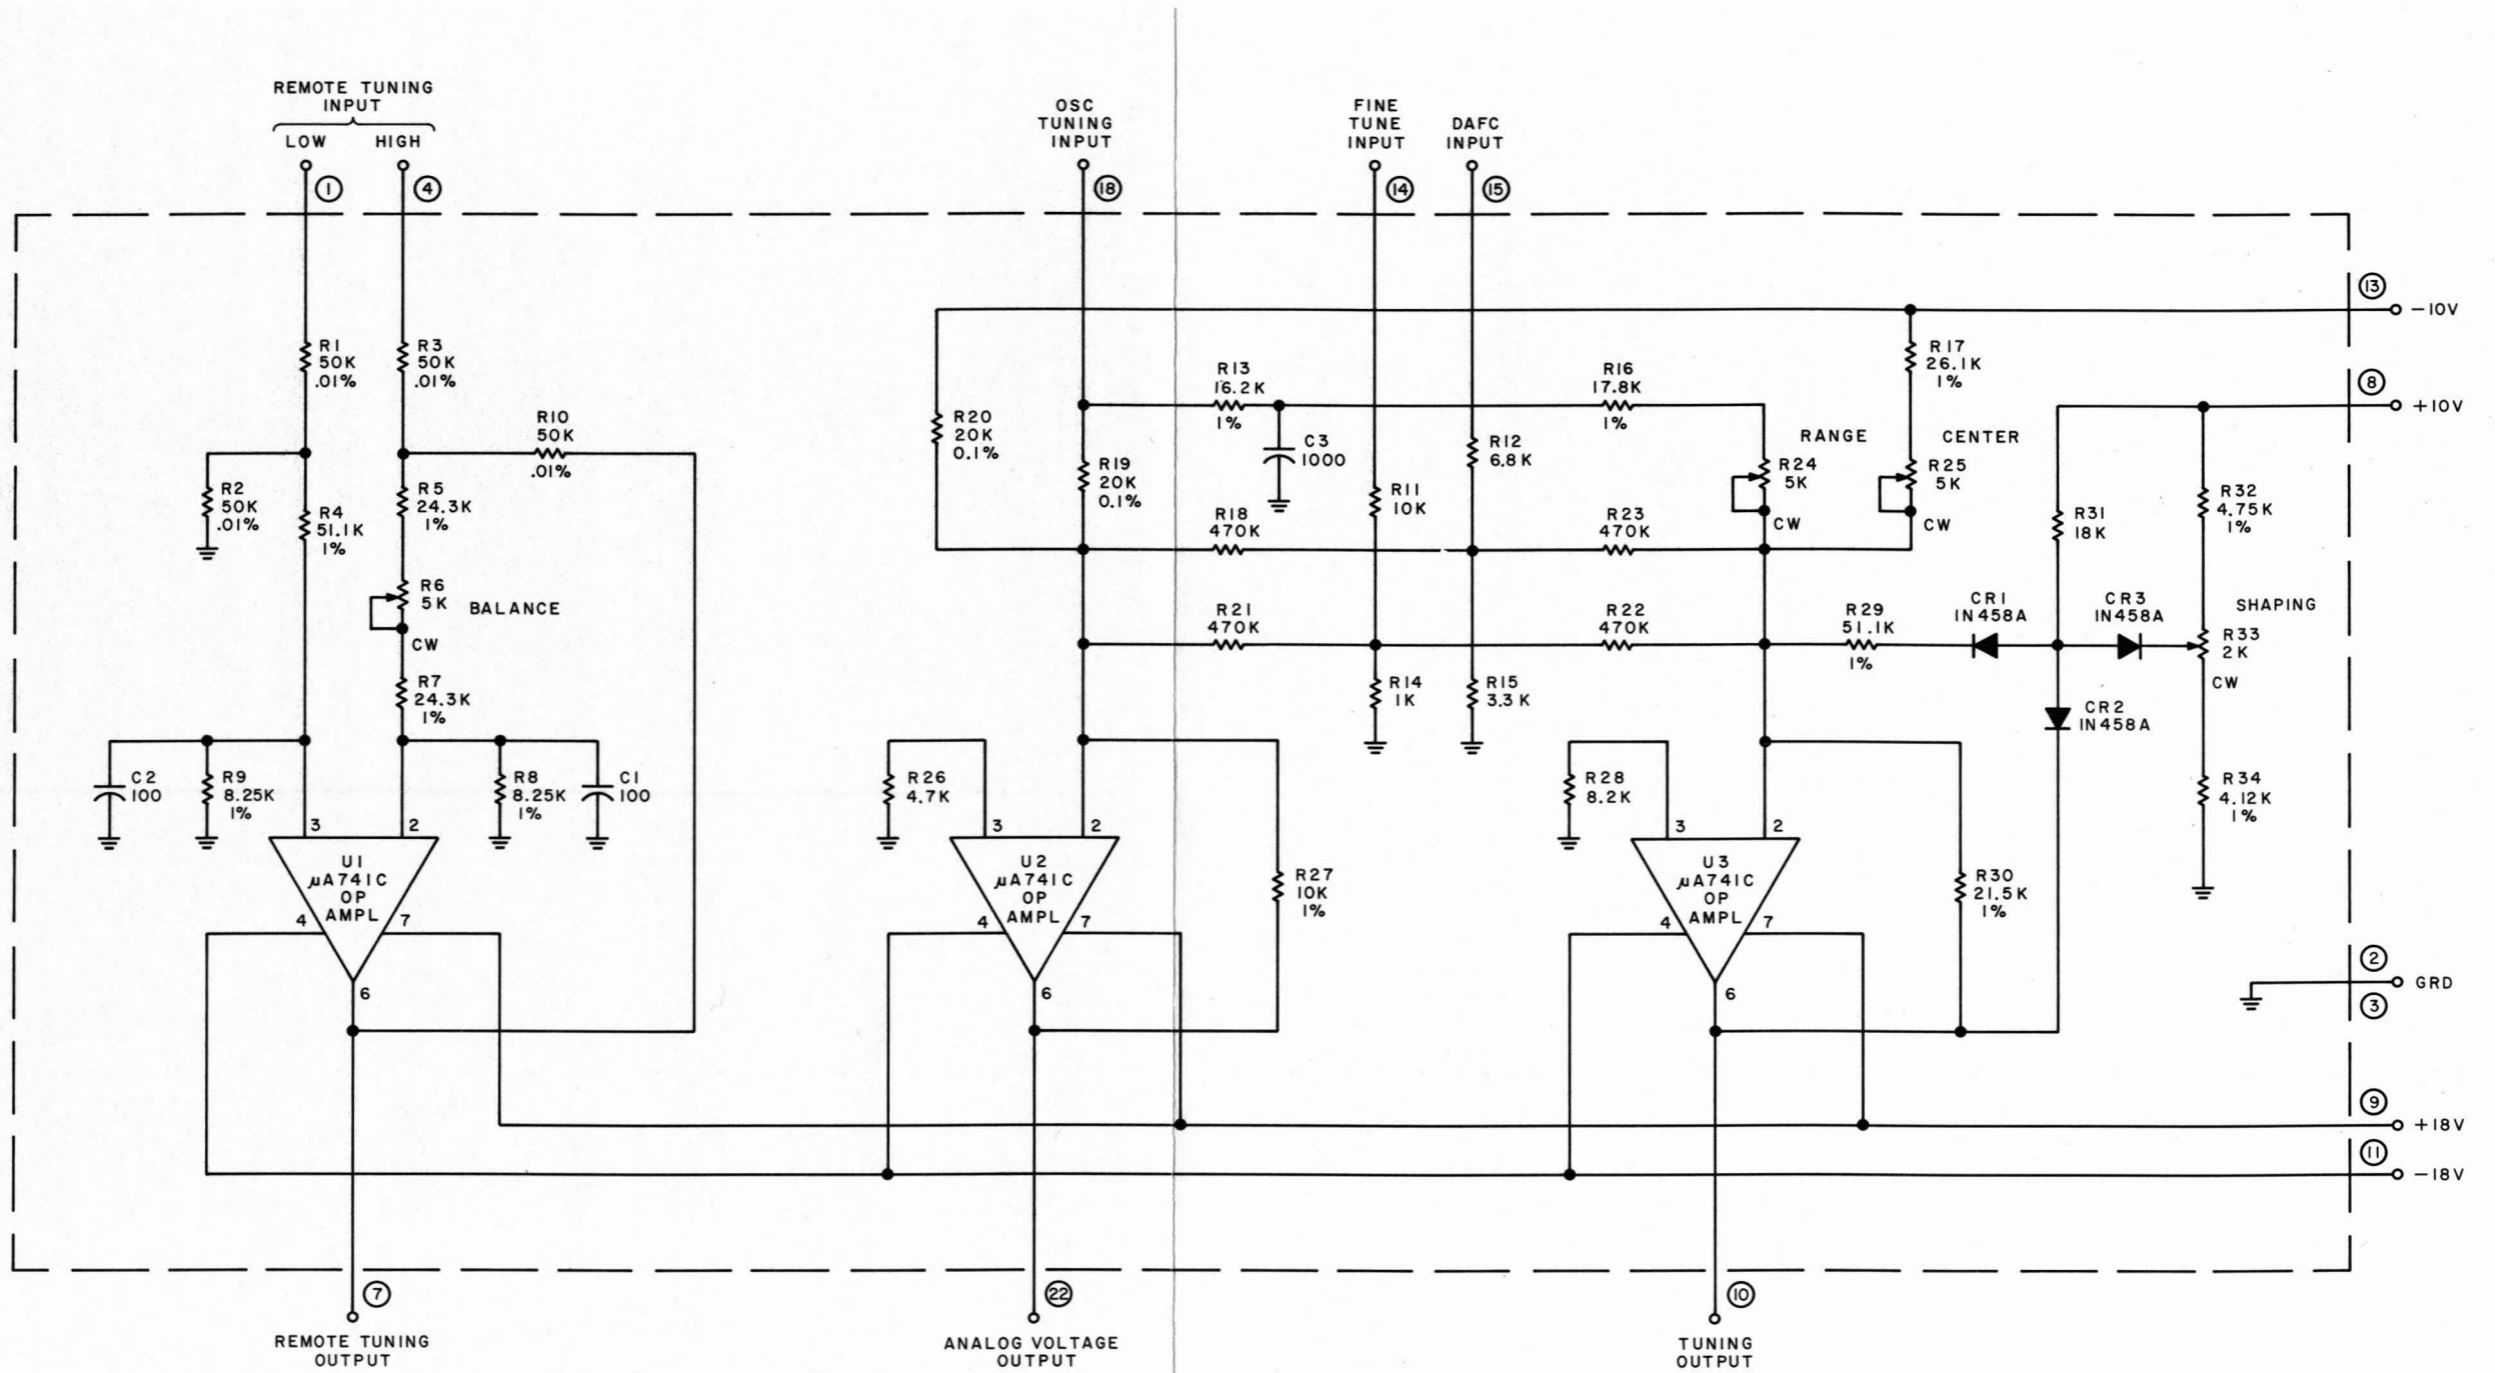 REMOTE TUNING
INPUT
LOW
HIGH
1
4
OSC
TUNING
INPUT
18
FINE
TUNE
INPUT
14
DAFC
INPUT
15
13
–10V
8
+10V
R1
50K
.01%
R3
50K
.01%
R10
50K
.01%
R2
50K
.01%
R4
51.1K
1%
R5
24.3K
1%
R6
5K
BALANCE
CW
R7
24.3K
1%
C2
100
R9
8.25K
1%
R8
8.25K
1%
C1
100
3
2
U1
μA741C
OP
AMPL
4
7
6
R20
20K
0.1%
R19
20K
0.1%
R13
16.2K
1%
C3
1000
R18
470K
R21
470K
R11
10K
R12
6.8K
R14
1K
R15
3.3K
R16
17.8K
1%
R23
470K
R22
470K
RANGE
R24
5K
CW
R17
26.1K
1%
CENTER
R25
5K
CW
R29
51.1K
1%
CR1
IN458A
CR3
IN458A
R31
18K
R32
4.75K
1%
SHAPING
R33
2K
CW
CR2
IN458A
R34
4.12K
1%
R26
4.7K
3
2
U2
μA741C
OP
AMPL
4
7
6
R27
10K
1%
R28
8.2K
3
2
U3
μA741C
OP
AMPL
4
7
6
R30
21.5K
1%
2
GRD
3
9
+18V
11
–18V
7
REMOTE TUNING
OUTPUT
22
ANALOG VOLTAGE
OUTPUT
10
TUNING
OUTPUT